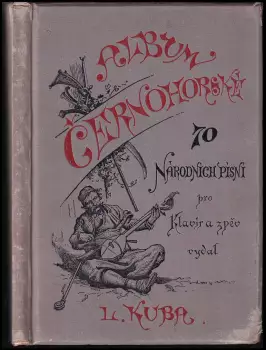 ALBUM
ČERNOHORSKÉ
70
NÁRODNÍCH PÍSNÍ
pro
Klavír a zpěv
vydal
L. KUBA